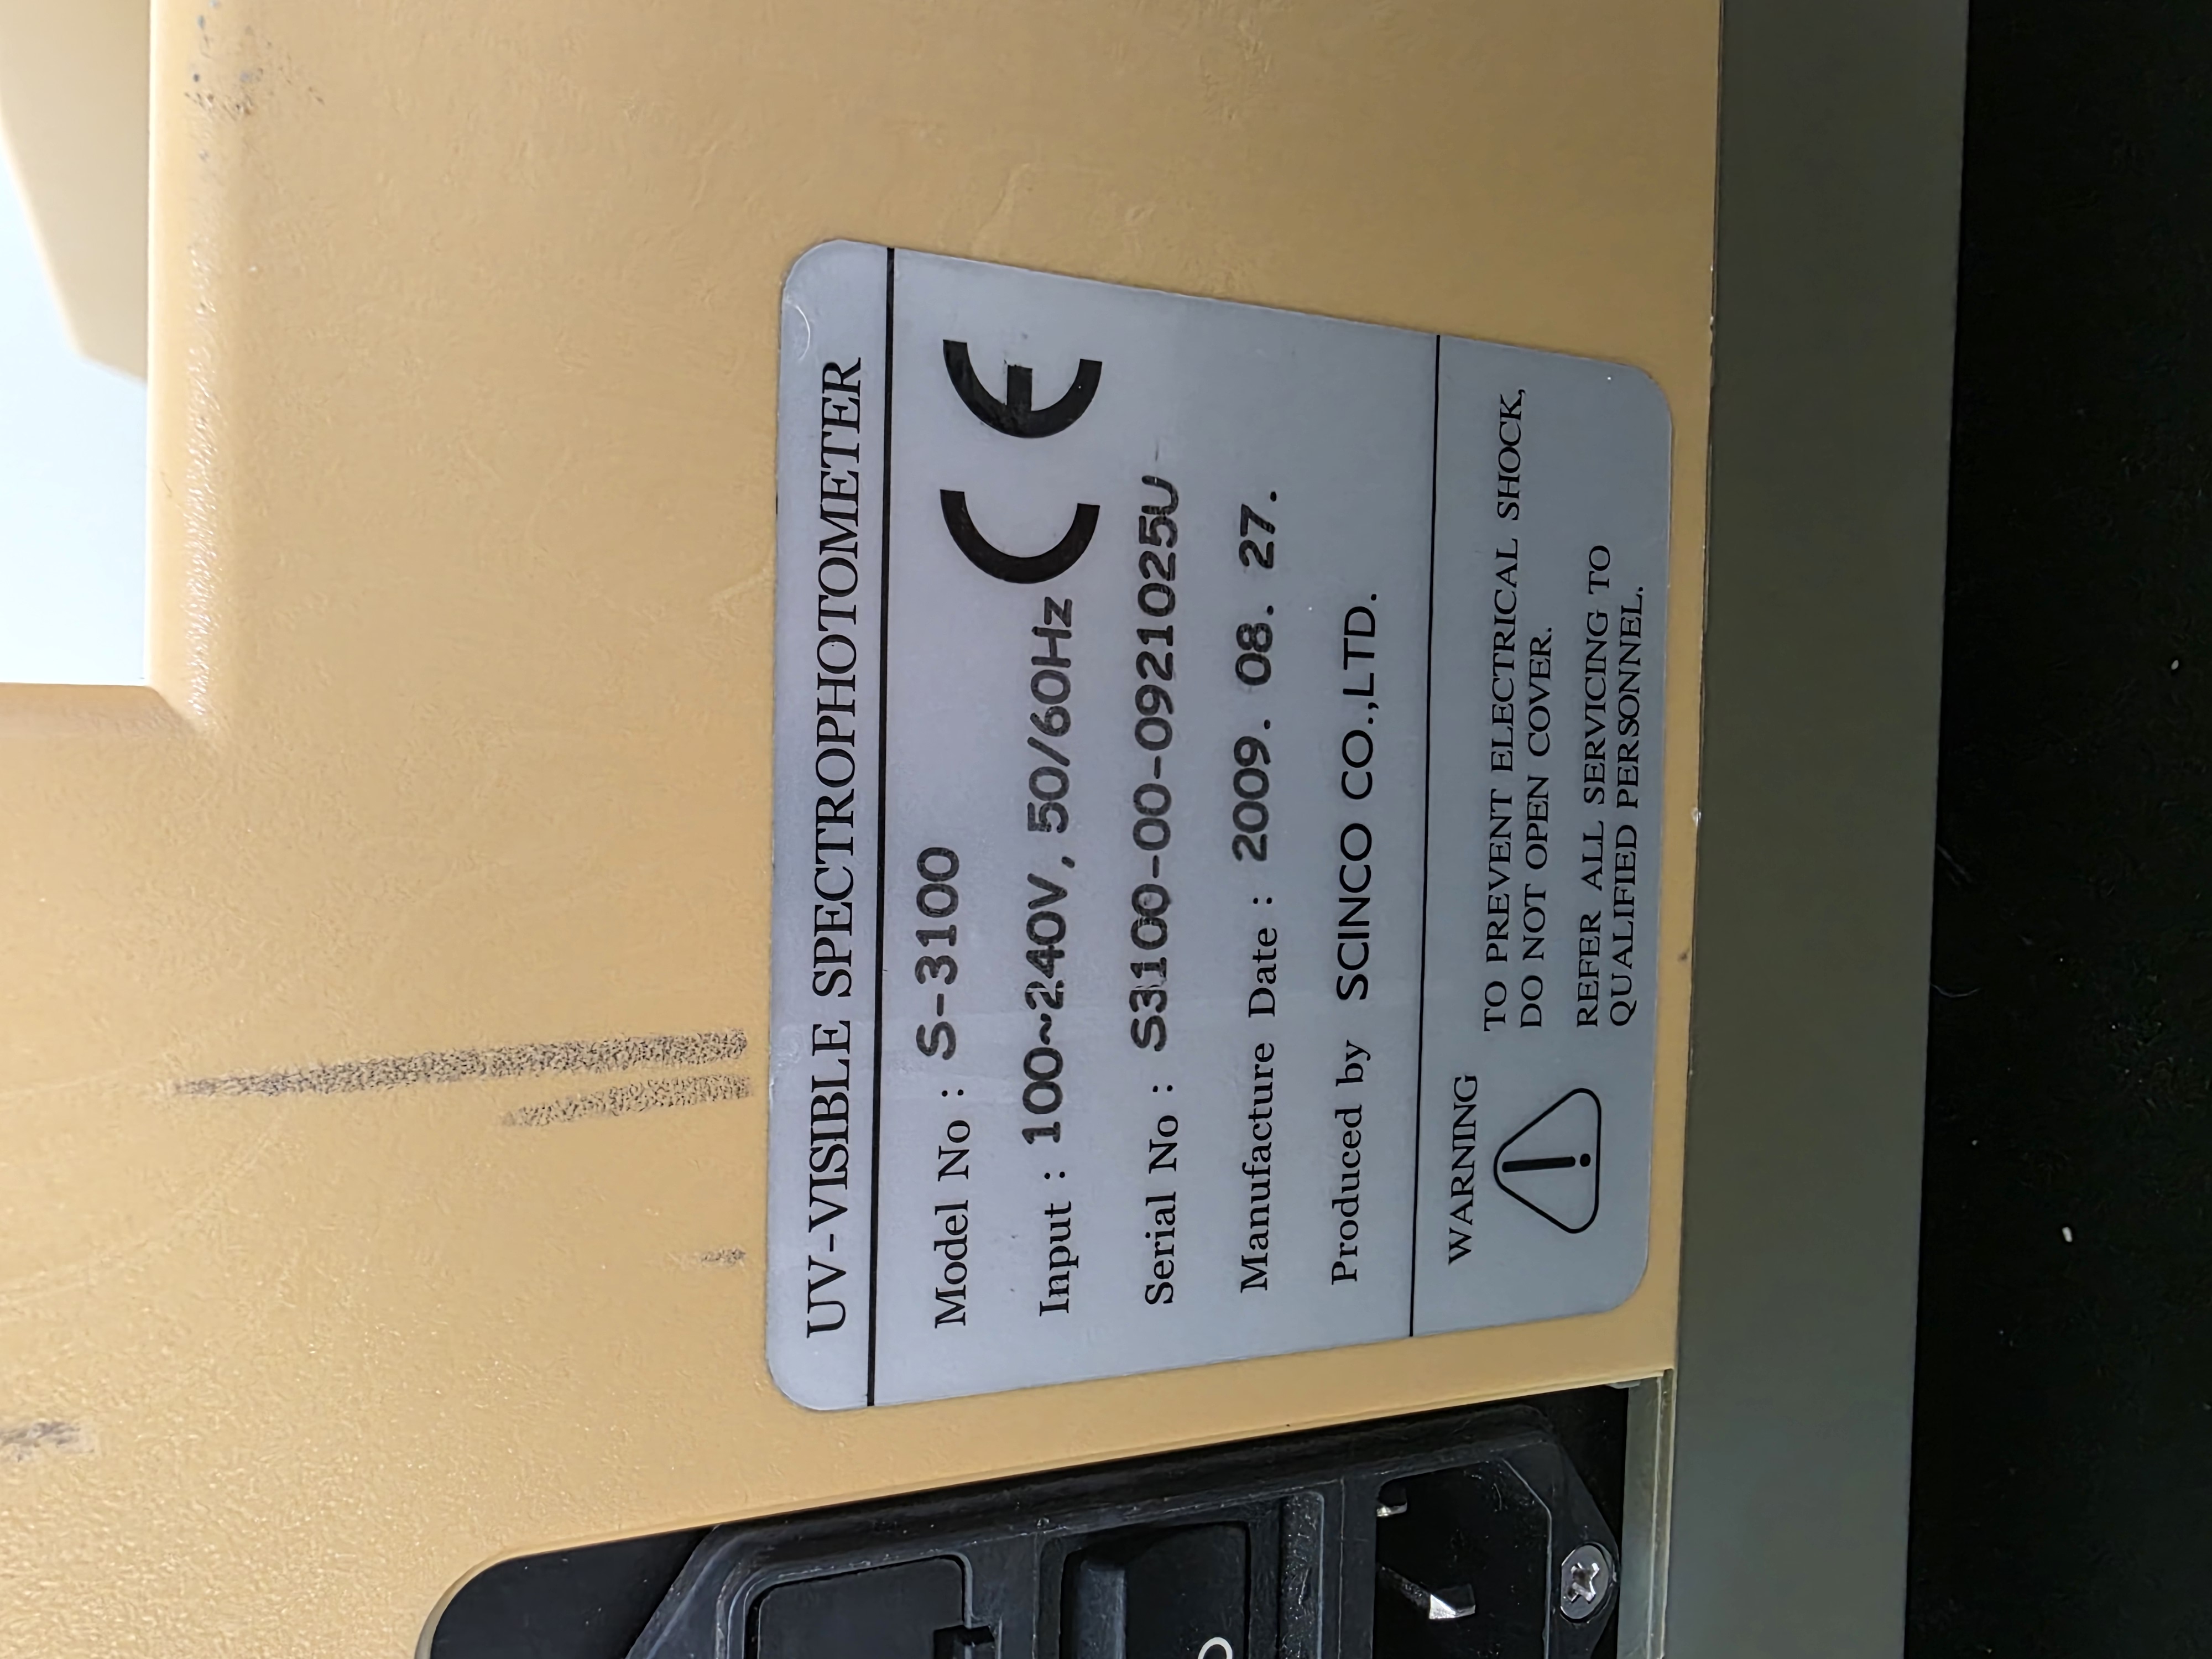 UV-VISIBLE SPECTROPHOTOMETER
Model No : S-3100
CE
Input : 100~240V, 50/60Hz
Serial No : S3100-00-0921025U
Manufacture Date : 2009. 08. 27.
Produced by SCINCO CO.,LTD.
WARNING
TO PREVENT ELECTRICAL SHOCK,
DO NOT OPEN COVER.
REFER ALL SERVICING TO
QUALIFIED PERSONNEL.